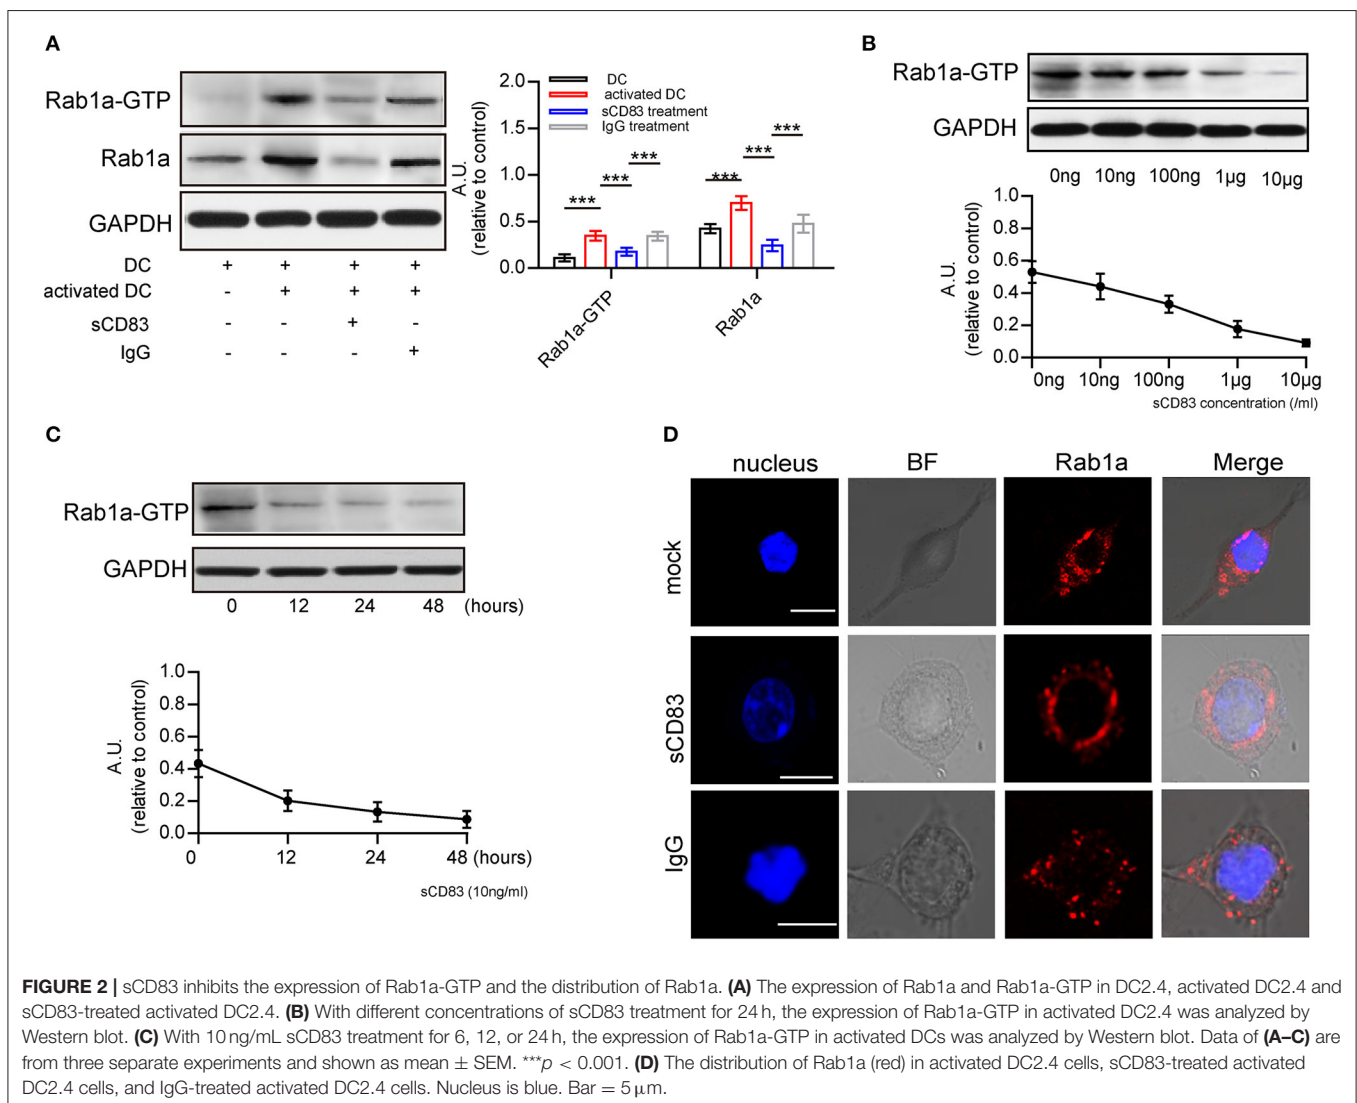 A
Rab1a-GTP
Rab1a
GAPDH
DC + + + +
activated DC - + + +
sCD83 - - + -
IgG - - - +
A.U.
(relative to control)
2.0
1.5
1.0
0.5
0.0
DC
activated DC
sCD83 treatment
IgG treatment
*** *** *** *** *** ***
Rab1a-GTP Rab1a
B
Rab1a-GTP
GAPDH
0ng 10ng 100ng 1µg 10µg
A.U.
(relative to control)
1.0
0.8
0.6
0.4
0.2
0.0
0ng 10ng 100ng 1µg 10µg
sCD83 concentration (/ml)
C
Rab1a-GTP
GAPDH
0 12 24 48 (hours)
A.U.
(relative to control)
1.0
0.8
0.6
0.4
0.2
0.0
0 12 24 48 (hours)
sCD83 (10ng/ml)
D
nucleus BF Rab1a Merge
mock
sCD83
IgG
FIGURE 2 | sCD83 inhibits the expression of Rab1a-GTP and the distribution of Rab1a. (A) The expression of Rab1a and Rab1a-GTP in DC2.4, activated DC2.4 and
sCD83-treated activated DC2.4. (B) With different concentrations of sCD83 treatment for 24 h, the expression of Rab1a-GTP in activated DC2.4 was analyzed by
Western blot. (C) With 10 ng/mL sCD83 treatment for 6, 12, or 24 h, the expression of Rab1a-GTP in activated DCs was analyzed by Western blot. Data of (A–C) are
from three separate experiments and shown as mean ± SEM. ***p < 0.001. (D) The distribution of Rab1a (red) in activated DC2.4 cells, sCD83-treated activated
DC2.4 cells, and IgG-treated activated DC2.4 cells. Nucleus is blue. Bar = 5 µm.